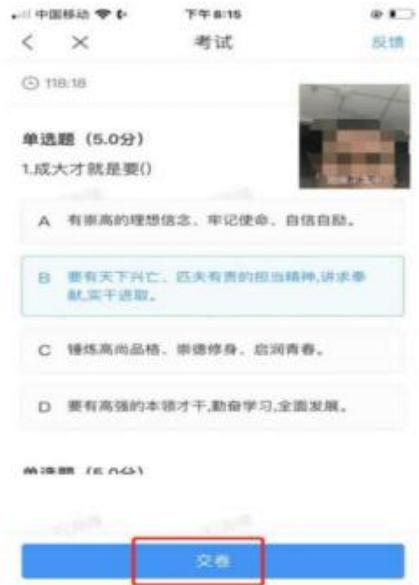 中国移动 下午8:15
考试 反馈
118:18
单选题（5.0分）
1.成大才就是要()
A 有崇高的理想信念、牢记使命、自信自励。
B 要有天下兴亡、匹夫有责的担当精神,讲求奉
献,实干进取。
C 锤炼高尚品格、崇德修身、启润青春。
D 要有高强的本领才干,勤奋学习,全面发展。
单选题（5.0分）
交卷